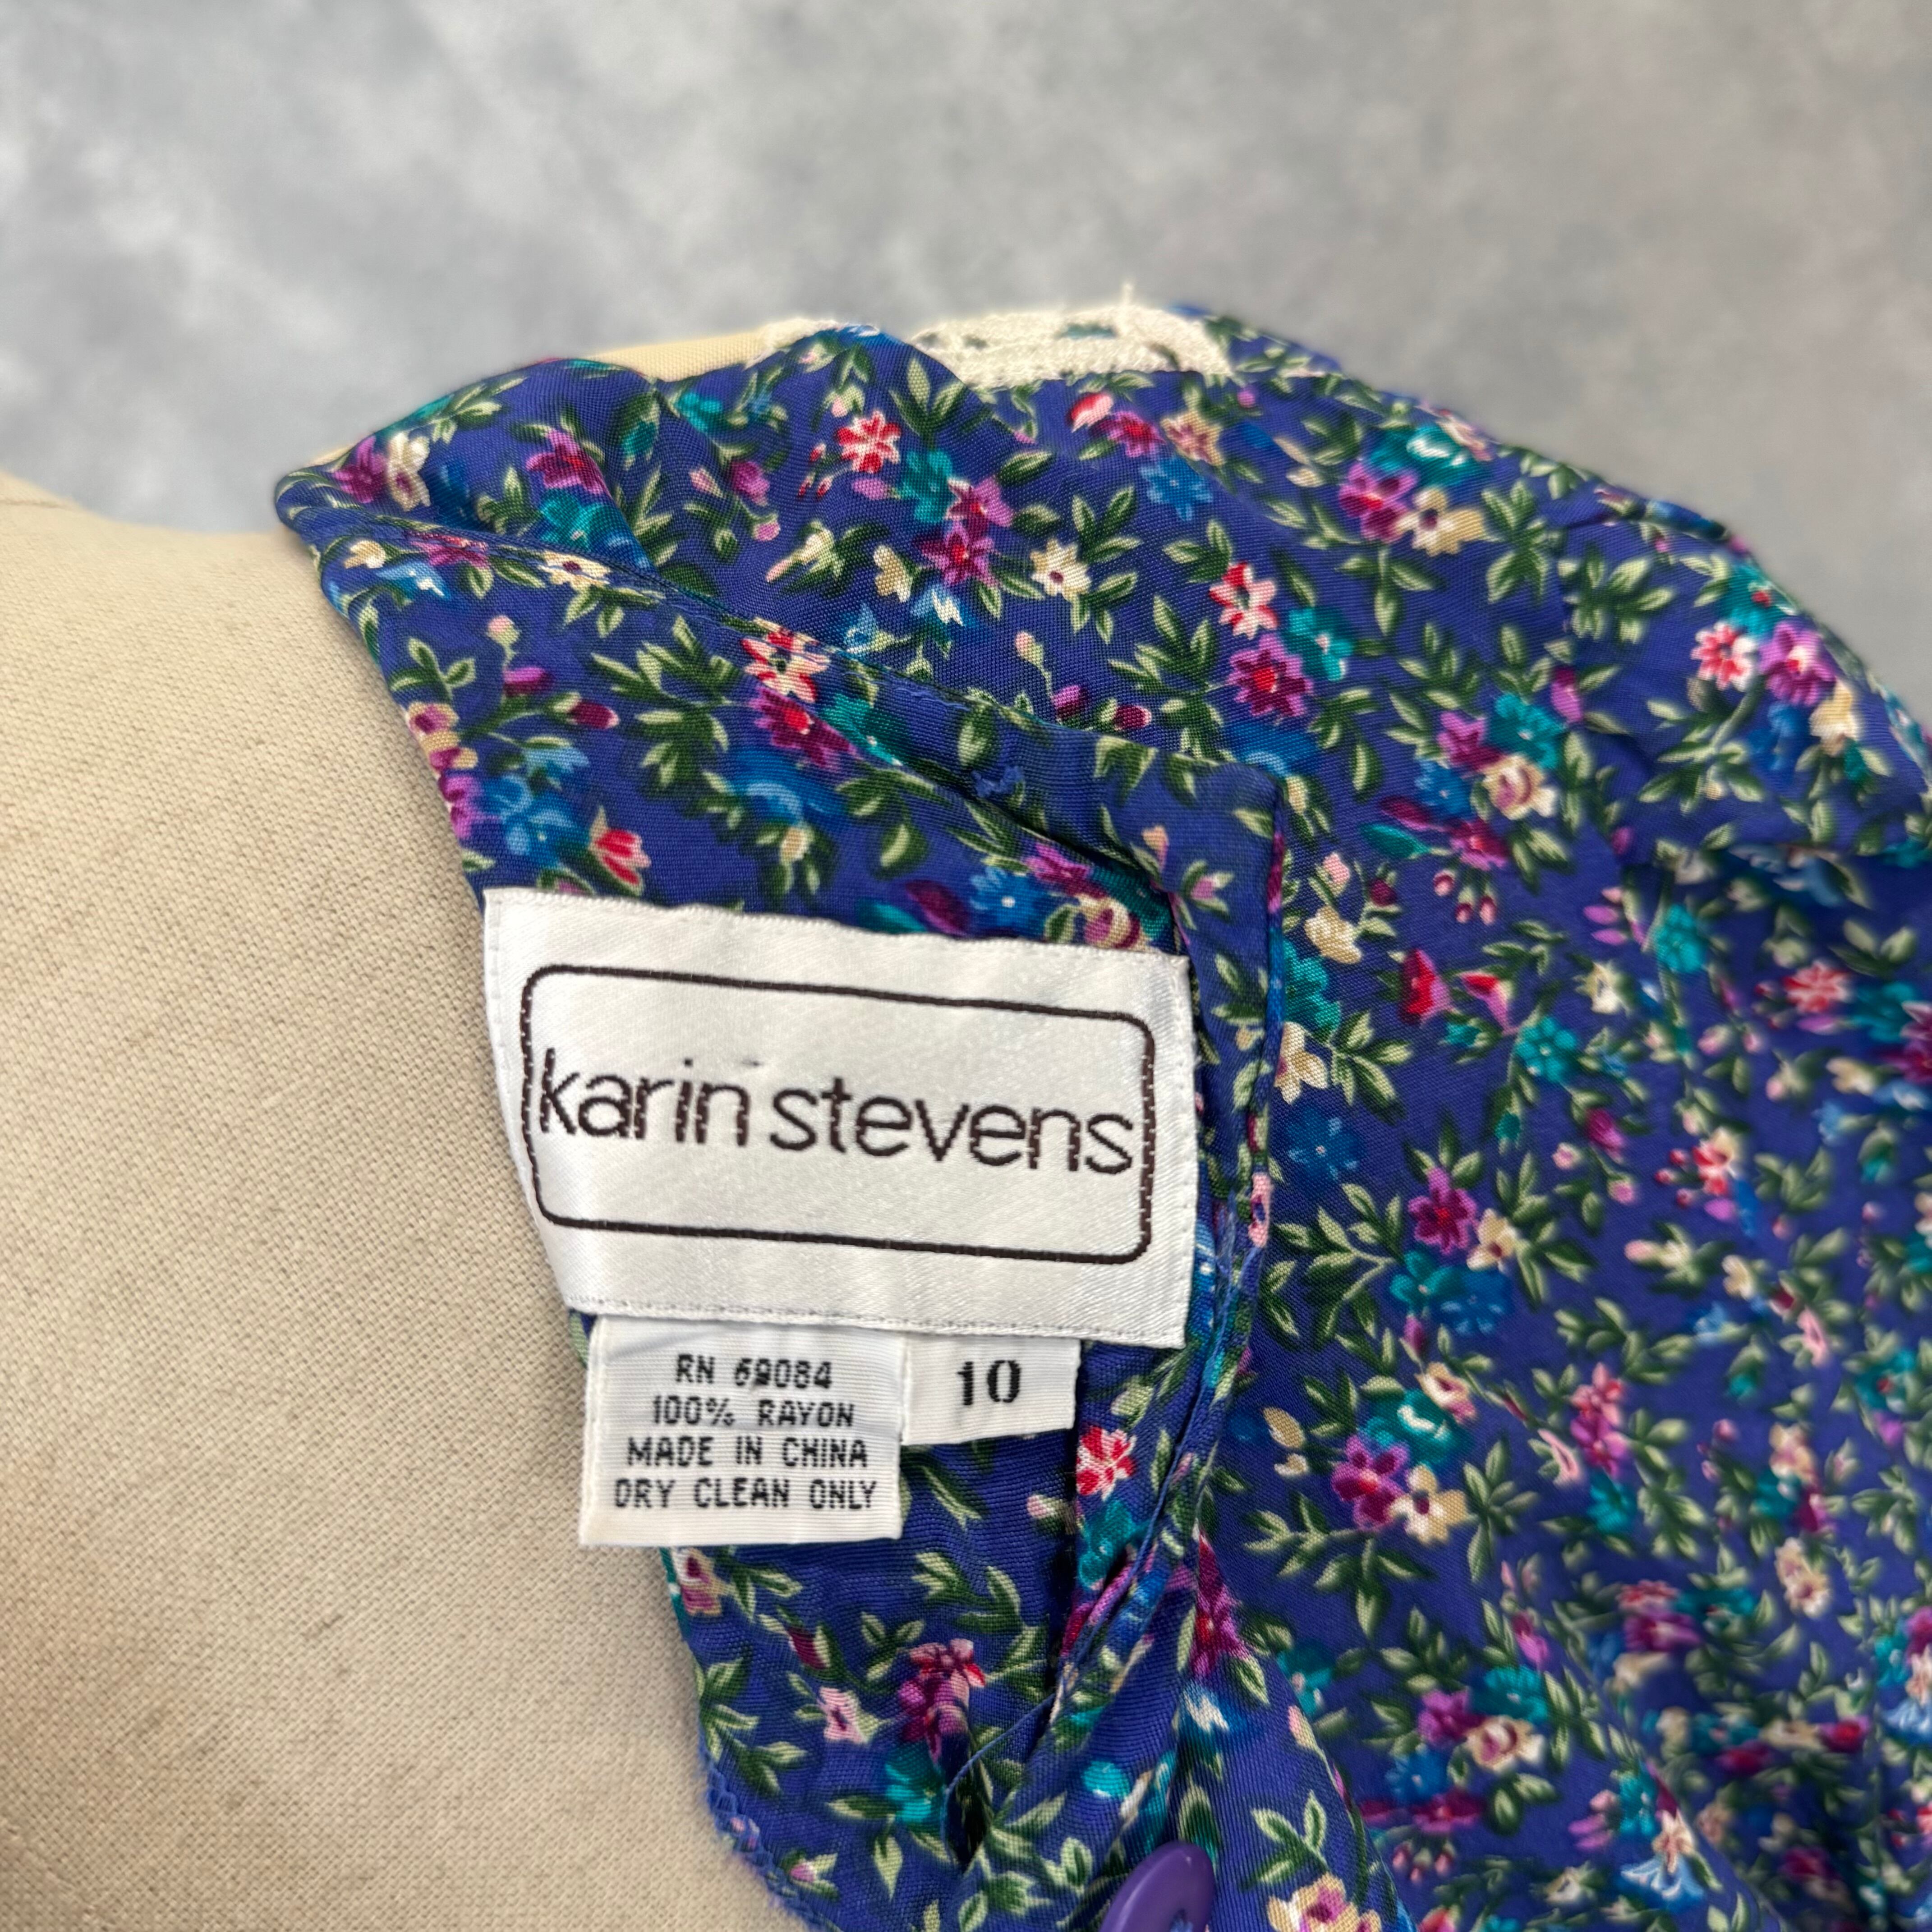 karin stevens
RN 69084
100% RAYON
MADE IN CHINA
DRY CLEAN ONLY
10